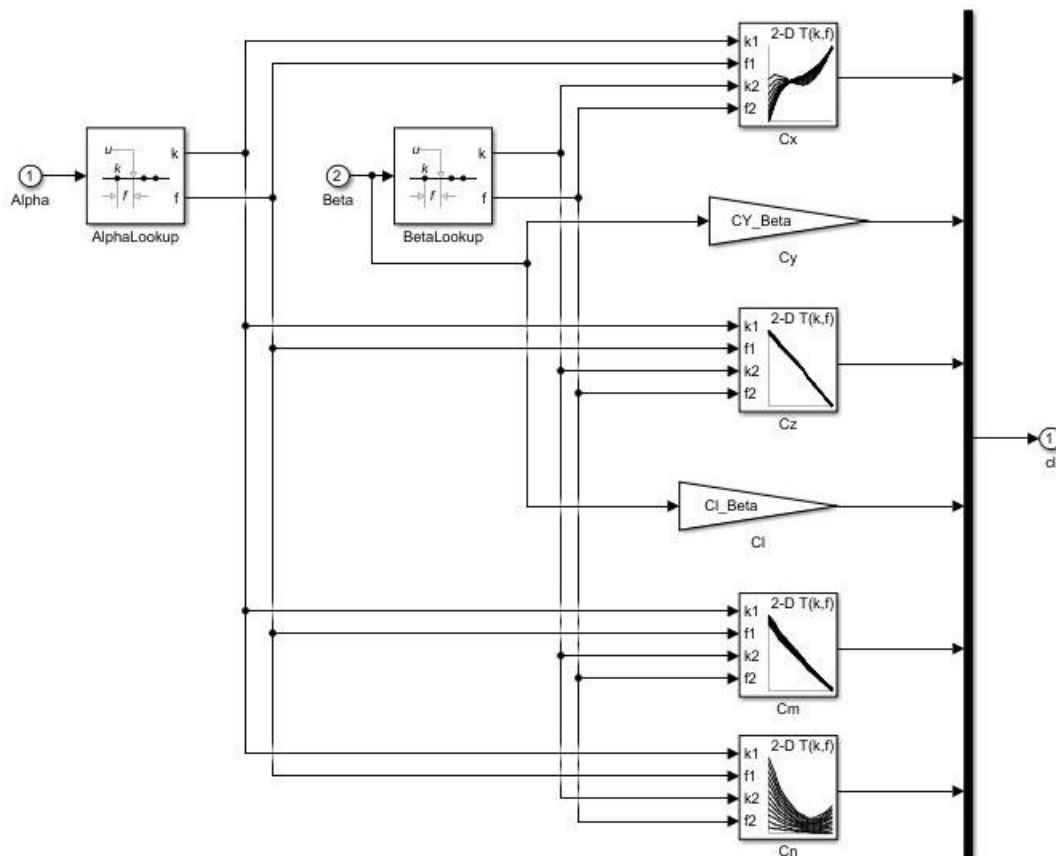 2-D T(k,f)
k1
f1
k2
f2
Cx
1
Alpha
u
k
f
k
f
AlphaLookup
2
Beta
u
k
f
k
f
BetaLookup
CY_Beta
Cy
2-D T(k,f)
k1
f1
k2
f2
Cz
1
Cl_Beta
Cl
2-D T(k,f)
k1
f1
k2
f2
Cm
2-D T(k,f)
k1
f1
k2
f2
Cn